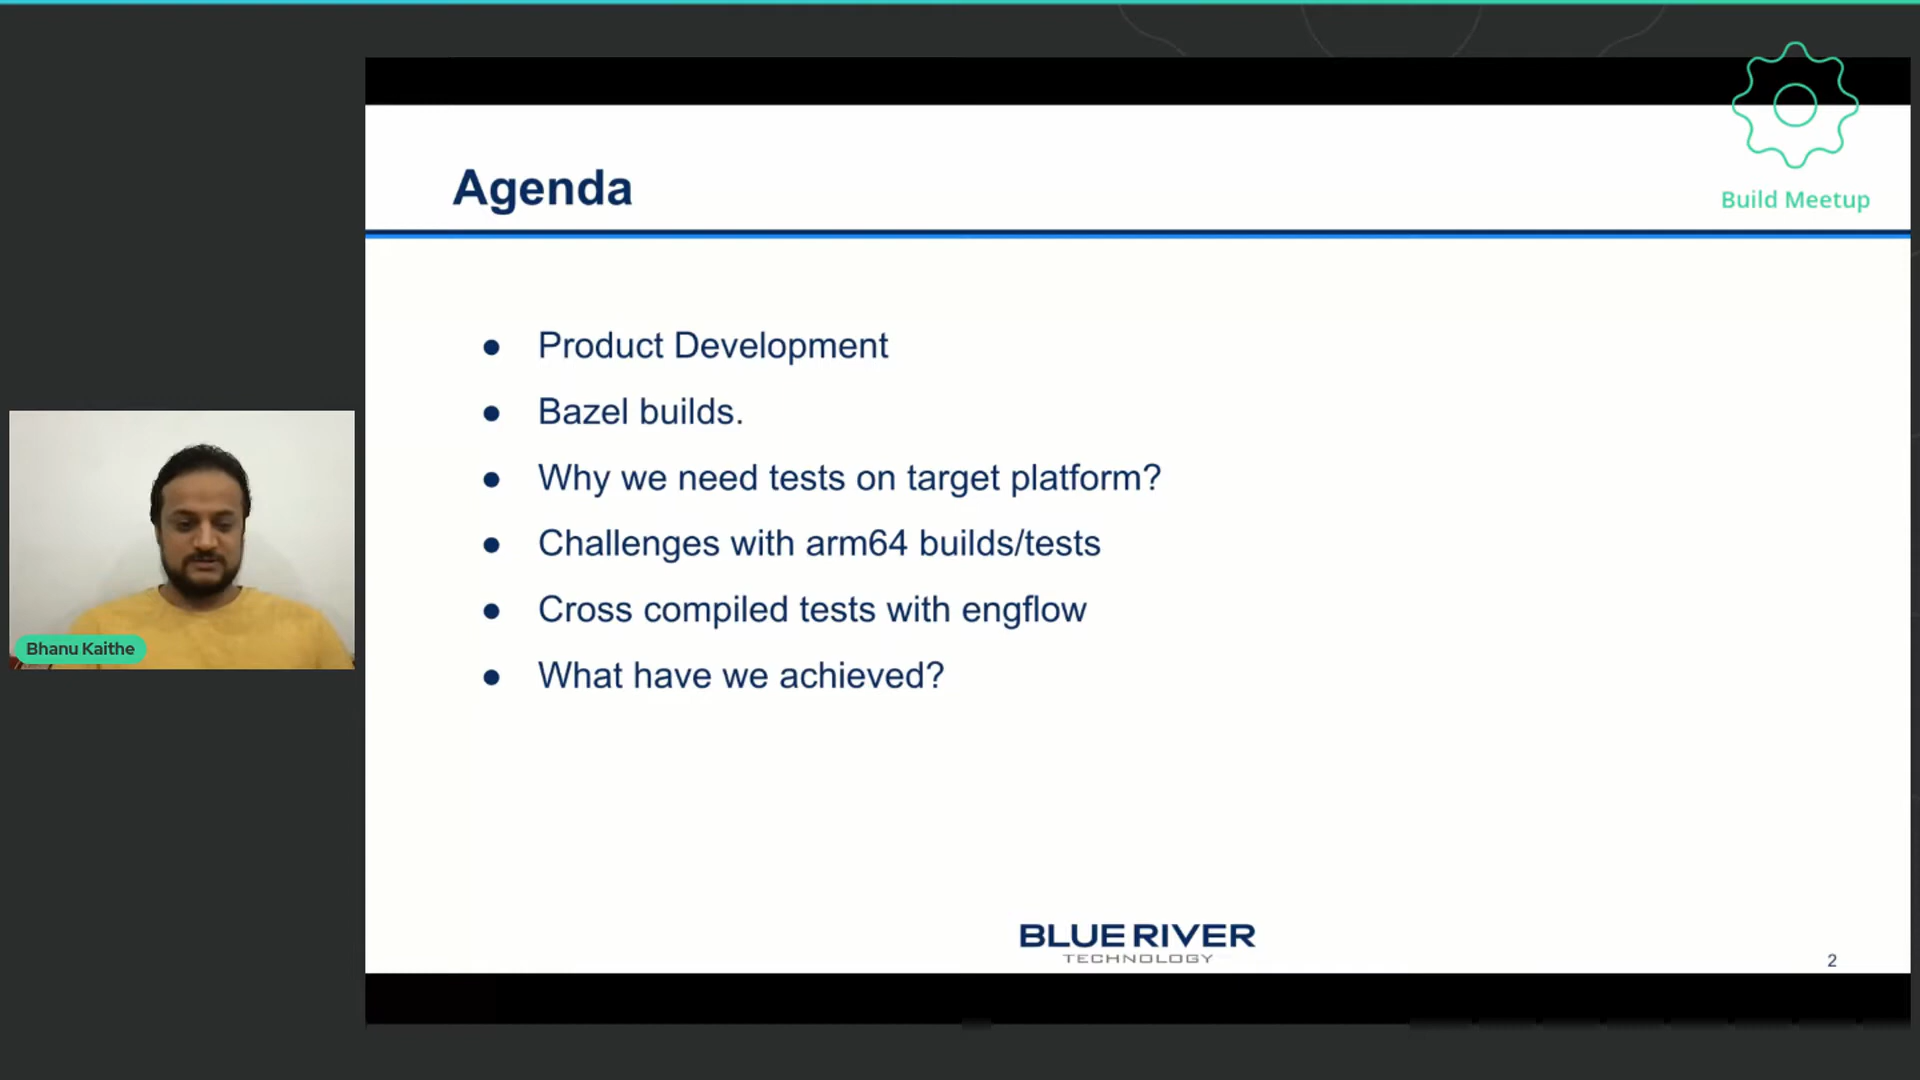 Build Meetup
Agenda
● Product Development
● Bazel builds.
● Why we need tests on target platform?
● Challenges with arm64 builds/tests
● Cross compiled tests with engflow
● What have we achieved?
Bhanu Kaithe
BLUE RIVER
TECHNOLOGY
2